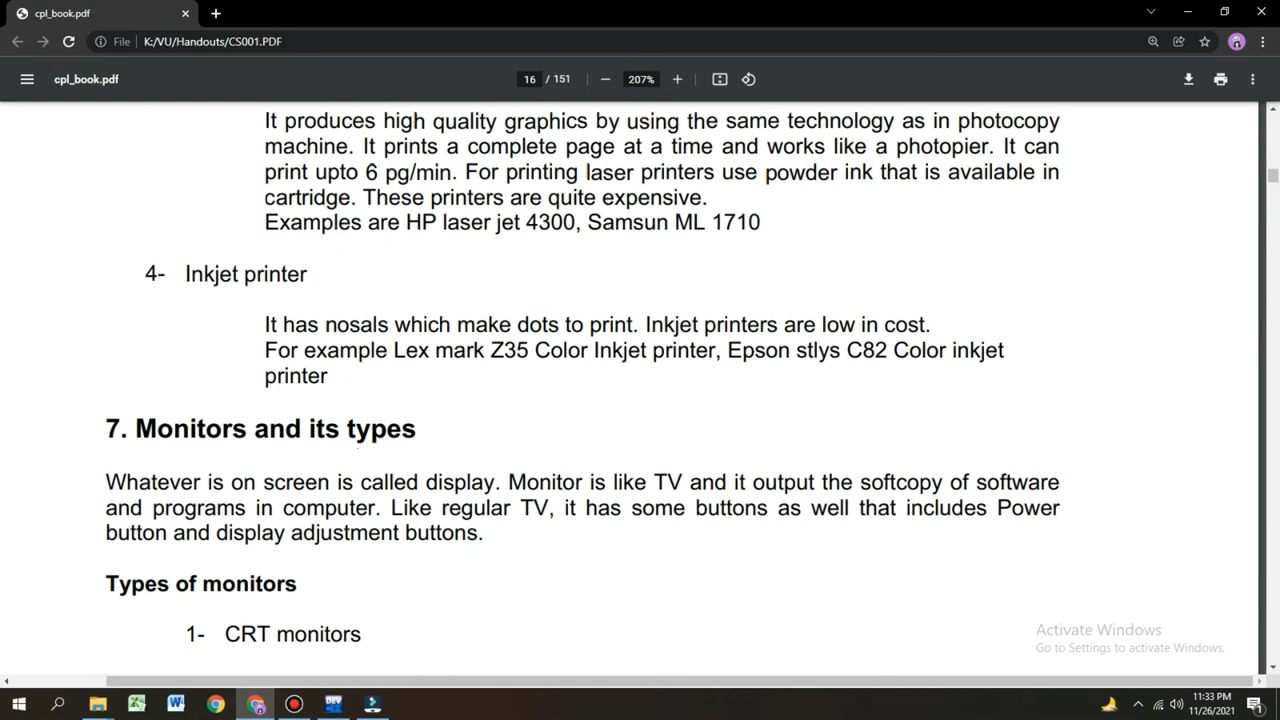 cpl_book.pdf
File K:/VU/Handouts/CS001.PDF
cpl_book.pdf
16 / 151
207%
It produces high quality graphics by using the same technology as in photocopy
machine. It prints a complete page at a time and works like a photopier. It can
print upto 6 pg/min. For printing laser printers use powder ink that is available in
cartridge. These printers are quite expensive.
Examples are HP laser jet 4300, Samsun ML 1710
4- Inkjet printer
It has nosals which make dots to print. Inkjet printers are low in cost.
For example Lex mark Z35 Color Inkjet printer, Epson stlys C82 Color inkjet
printer
7. Monitors and its types
Whatever is on screen is called display. Monitor is like TV and it output the softcopy of software
and programs in computer. Like regular TV, it has some buttons as well that includes Power
button and display adjustment buttons.
Types of monitors
1- CRT monitors
Activate Windows
Go to Settings to activate Windows.
DEV
11:33 PM
11/26/2021